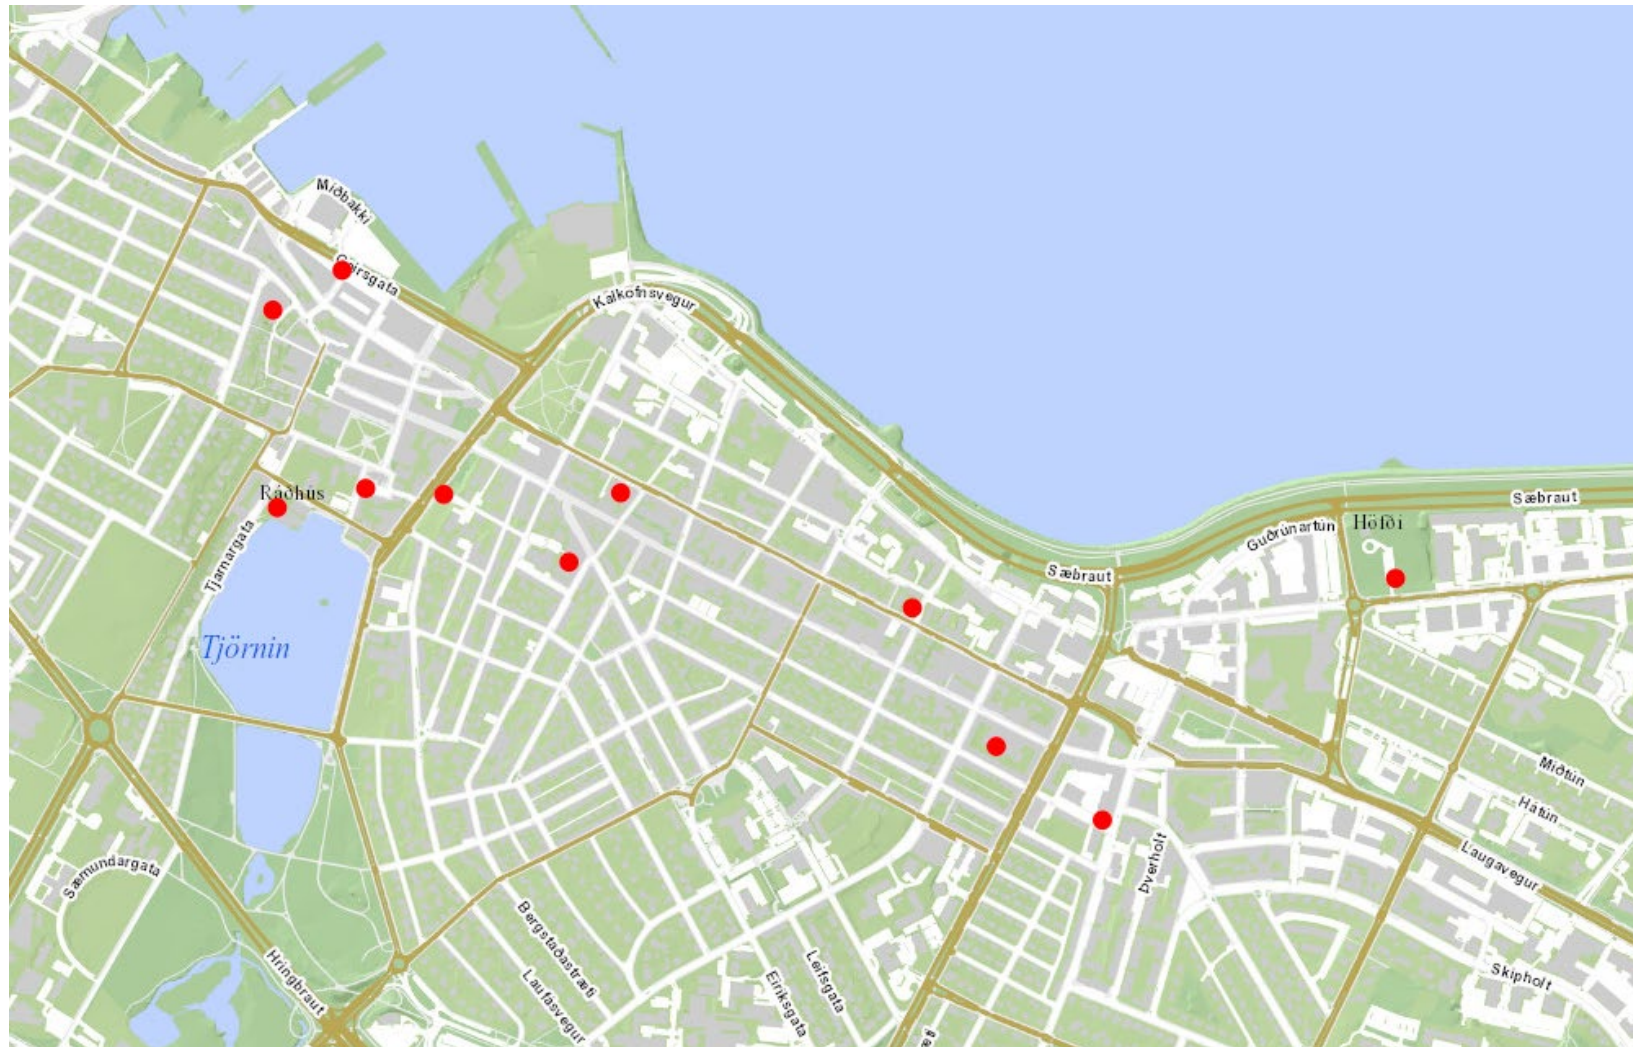 Miðbakki
Geirsgata
Kalkofnsvegur
Ráðhús
Sæbraut
Höfði
Guðrúnartún
Sæbraut
Tjarnargata
Tjörnin
Miðtún
Hátún
Laugavegur
Þverholt
Sæmundargata
Bergstaðastræti
Leifsgata
Skipholt
Hringbraut
Laufásvegur
Eiríksgata